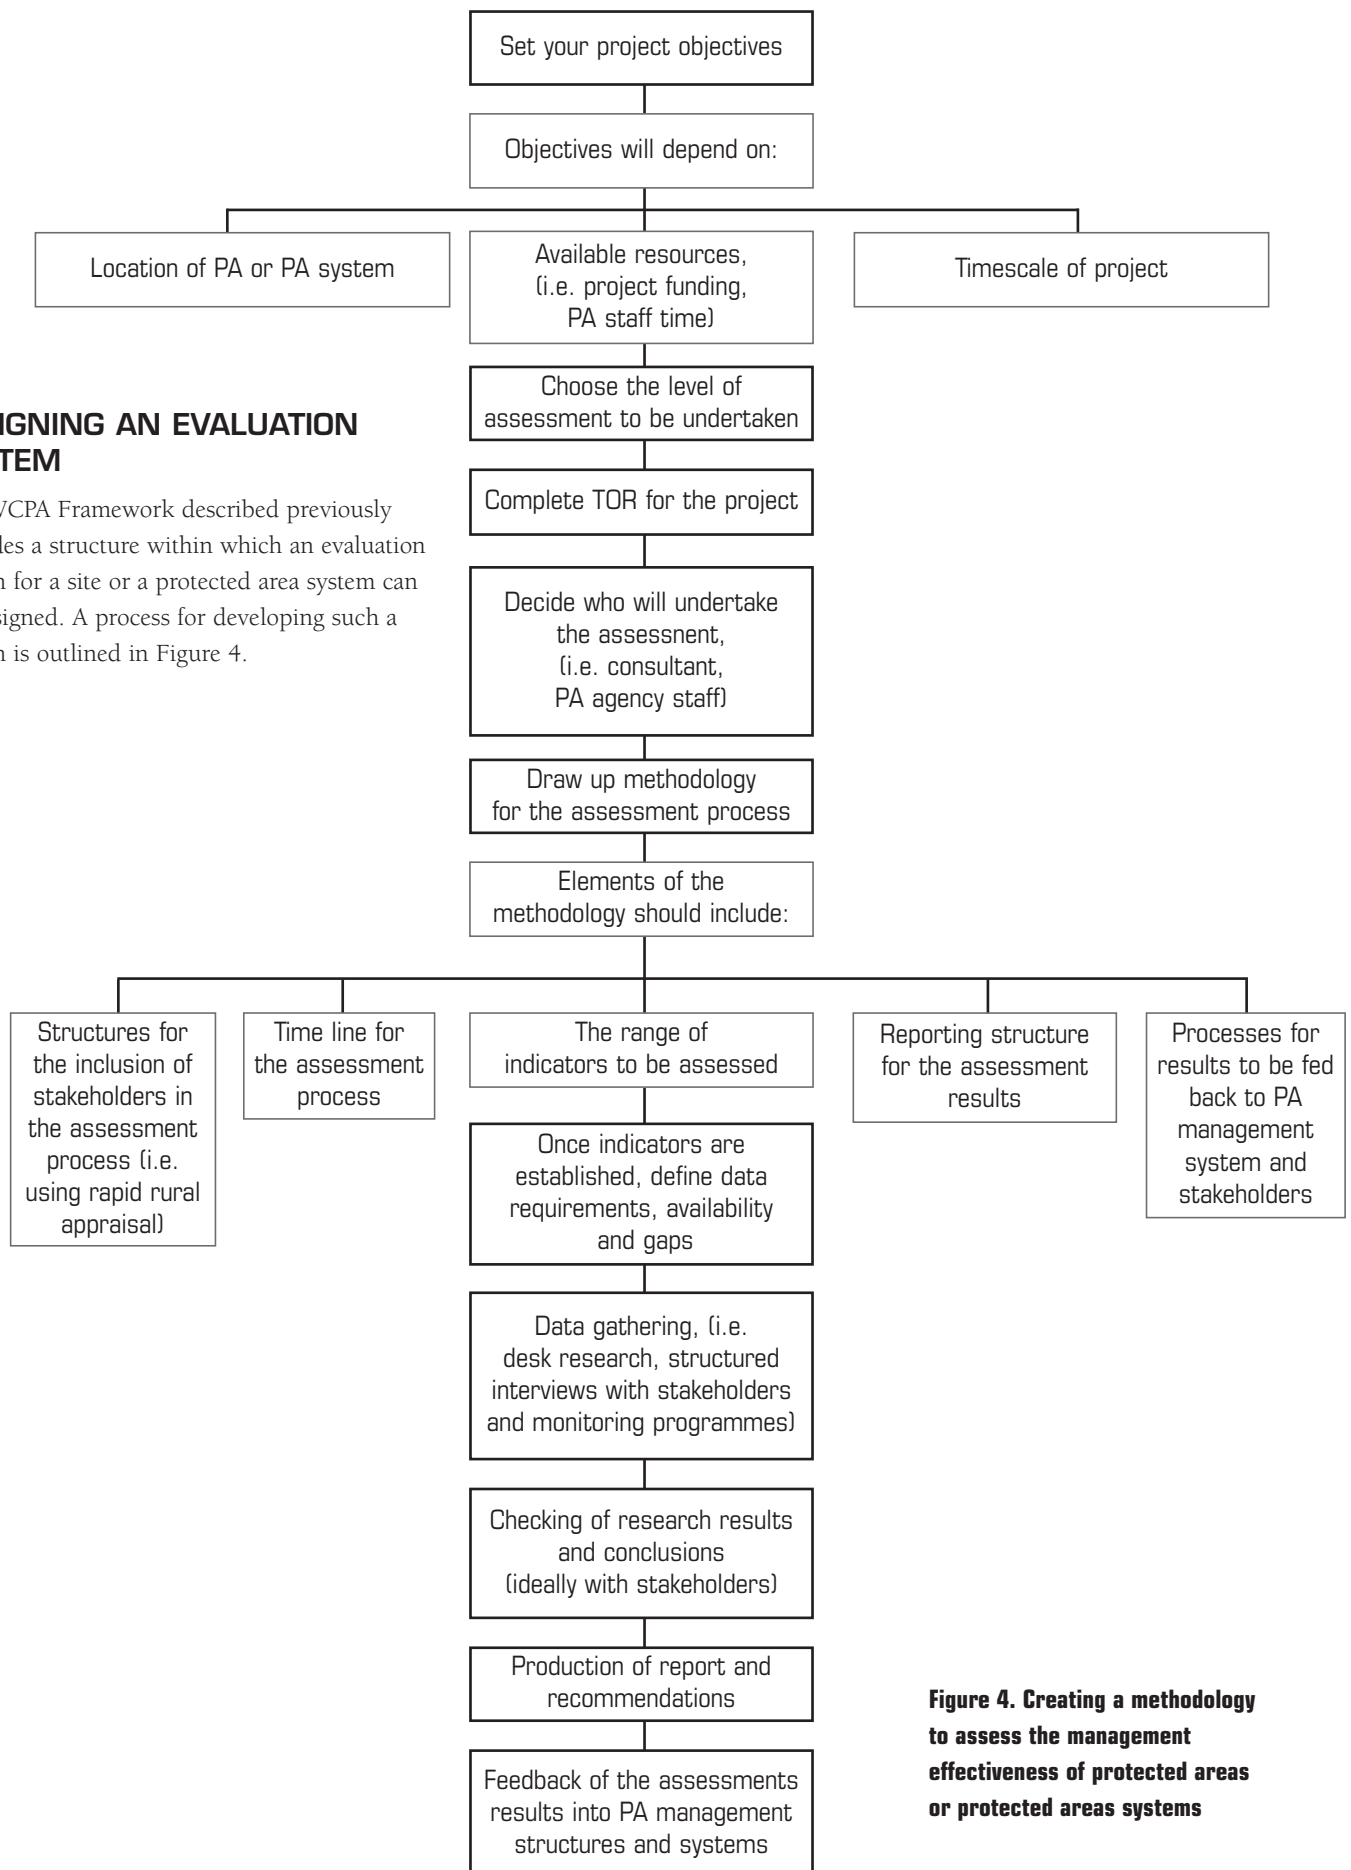 Set your project objectives
Objectives will depend on:
Location of PA or PA system
Available resources,
(i.e. project funding,
PA staff time)
Timescale of project
Choose the level of
assessment to be undertaken
IGNING AN EVALUATION
TEM
Complete TOR for the project
CPA Framework described previously
les a structure within which an evaluation
n for a site or a protected area system can
signed. A process for developing such a
n is outlined in Figure 4.
Decide who will undertake
the assessnent,
(i.e. consultant,
PA agency staff)
Draw up methodology
for the assessment process
Elements of the
methodology should include:
Structures for
the inclusion of
stakeholders in
the assessment
process (i.e.
using rapid rural
appraisal)
Time line for
the assessment
process
The range of
indicators to be assessed
Reporting structure
for the assessment
results
Processes for
results to be fed
back to PA
management
system and
stakeholders
Once indicators are
established, define data
requirements, availability
and gaps
Data gathering, (i.e.
desk research, structured
interviews with stakeholders
and monitoring programmes)
Checking of research results
and conclusions
(ideally with stakeholders)
Production of report and
recommendations
Feedback of the assessments
results into PA management
structures and systems
Figure 4. Creating a methodology
to assess the management
effectiveness of protected areas
or protected areas systems